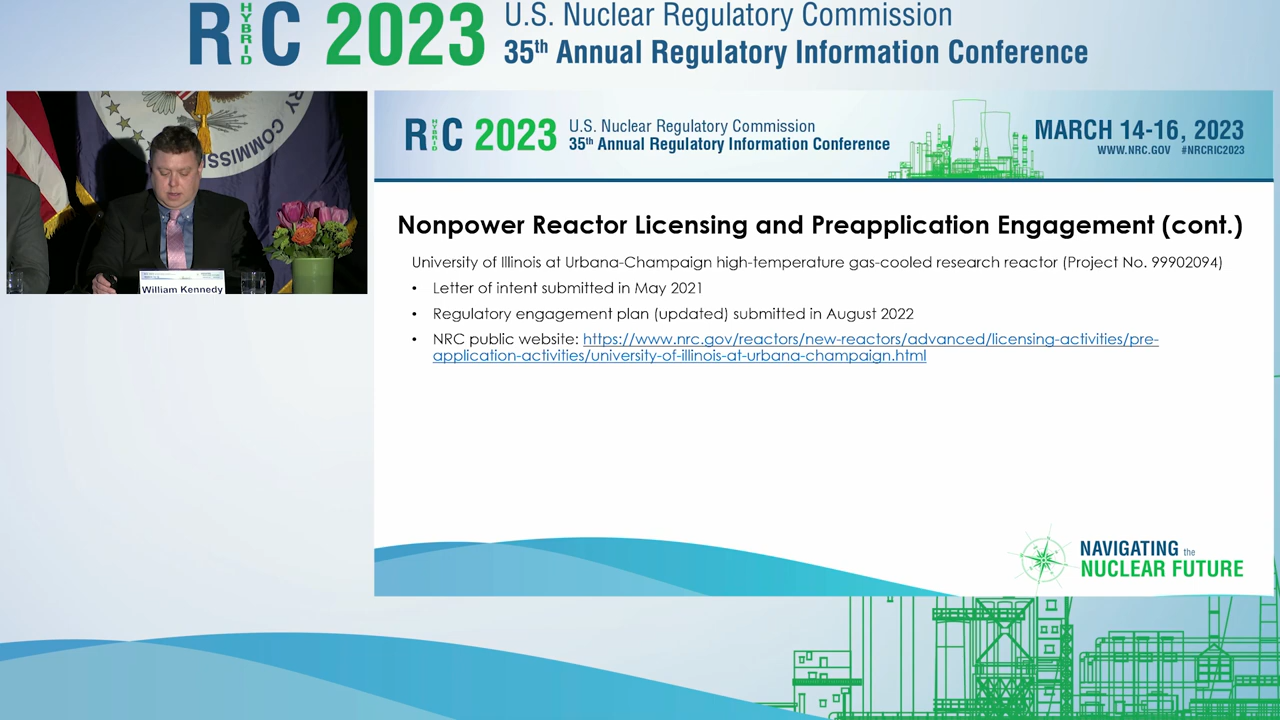 RIC 2023
HYBRID
U.S. Nuclear Regulatory Commission
35th Annual Regulatory Information Conference
RY COMMISSION
William Kennedy
RIC 2023
HYBRID
U.S. Nuclear Regulatory Commission
35th Annual Regulatory Information Conference
MARCH 14-16, 2023
WWW.NRC.GOV #NRCRIC2023
Nonpower Reactor Licensing and Preapplication Engagement (cont.)
University of Illinois at Urbana-Champaign high-temperature gas-cooled research reactor (Project No. 99902094)
• Letter of intent submitted in May 2021
• Regulatory engagement plan (updated) submitted in August 2022
• NRC public website: https://www.nrc.gov/reactors/new-reactors/advanced/licensing-activities/pre-
application-activities/university-of-illinois-at-urbana-champaign.html
NAVIGATING the
NUCLEAR FUTURE